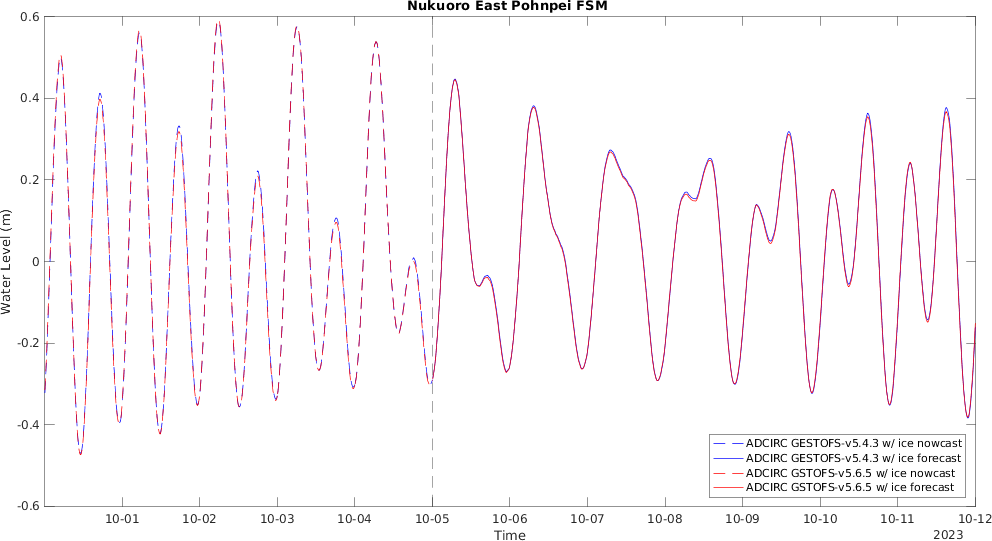 Nukuoro East Pohnpei FSM
0.6
0.4
0.2
0
-0.2
-0.4
-0.6
Water Level (m)
ADCIRC GESTOFS-v5.4.3 w/ ice nowcast
ADCIRC GESTOFS-v5.4.3 w/ ice forecast
ADCIRC GSTOFS-v5.6.5 w/ ice nowcast
ADCIRC GSTOFS-v5.6.5 w/ ice forecast
10-01 10-02 10-03 10-04 10-05 10-06 10-07 10-08 10-09 10-10 10-11 10-12
Time
2023